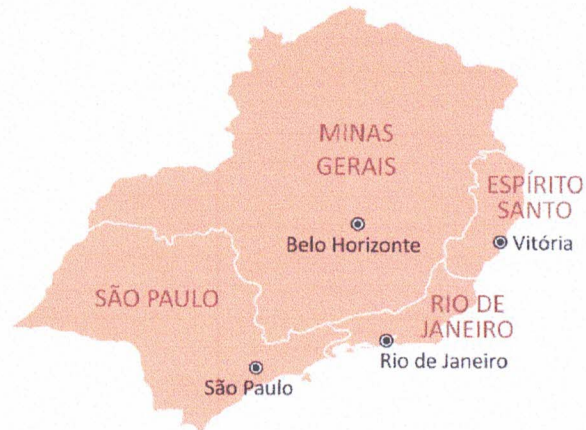 MINAS
GERAIS
ESPÍRITO
SANTO
Belo Horizonte
Vitória
SÃO PAULO
RIO DE
JANEIRO
Rio de Janeiro
São Paulo